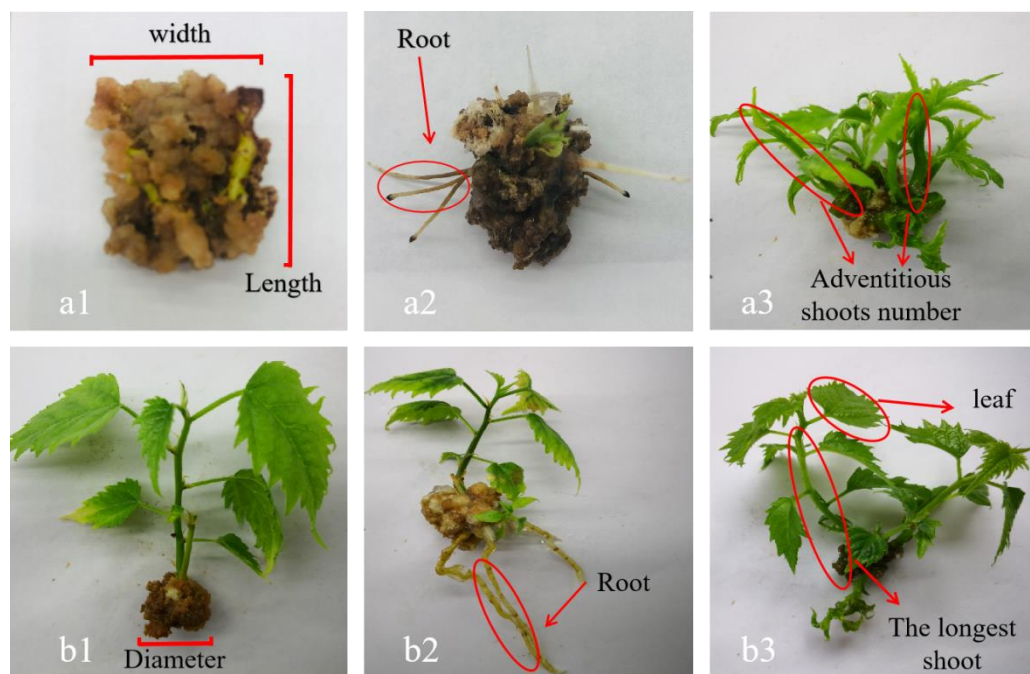 width
Length
a1
Root
a2
Adventitious
shoots number
a3
Diameter
b1
Root
b2
leaf
The longest
shoot
b3